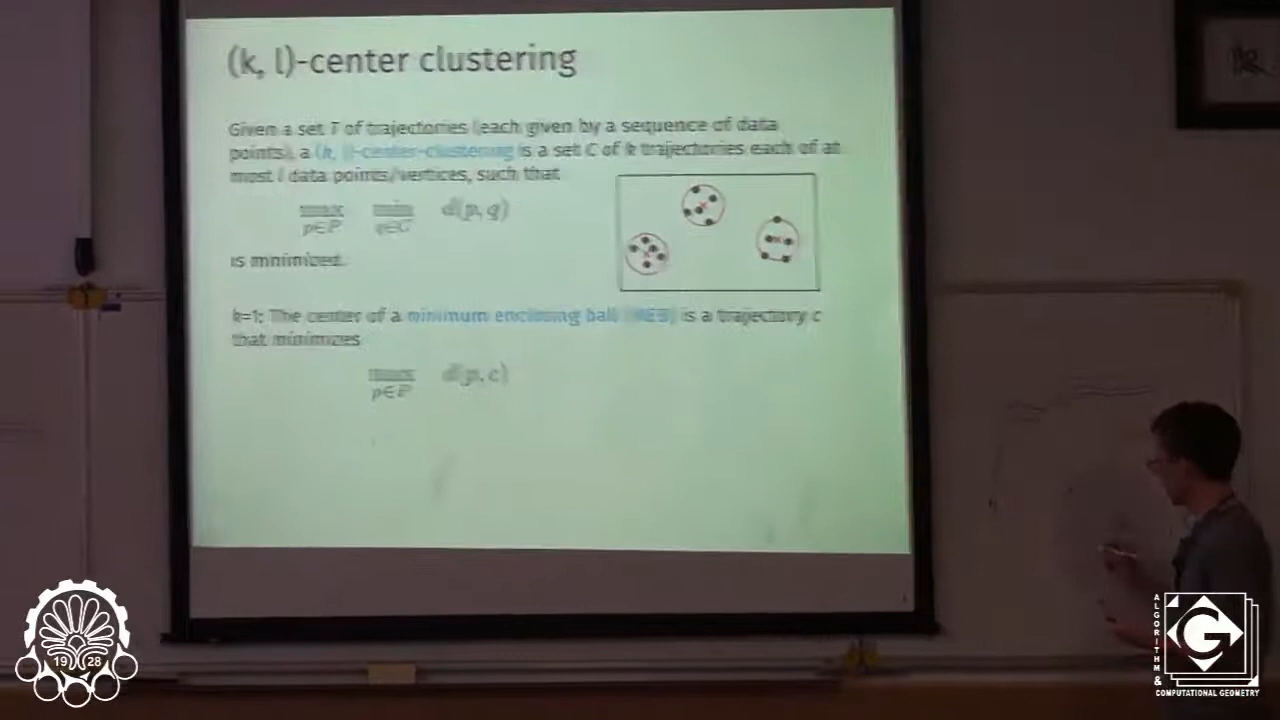 (k, l)-center clustering
Given a set T of trajectories (each given by a sequence of data
points), a (k, l)-center-clustering is a set C of k trajectories each of at
most l data points/vertices, such that
max min d(p, q)
p∈P q∈C
is minimized.
k=1: The center of a minimum enclosing ball (MEB) is a trajectory c
that minimizes
max d(p, c)
p∈P
19 28
ALGORITHM
&
COMPUTATIONAL GEOMETRY
G